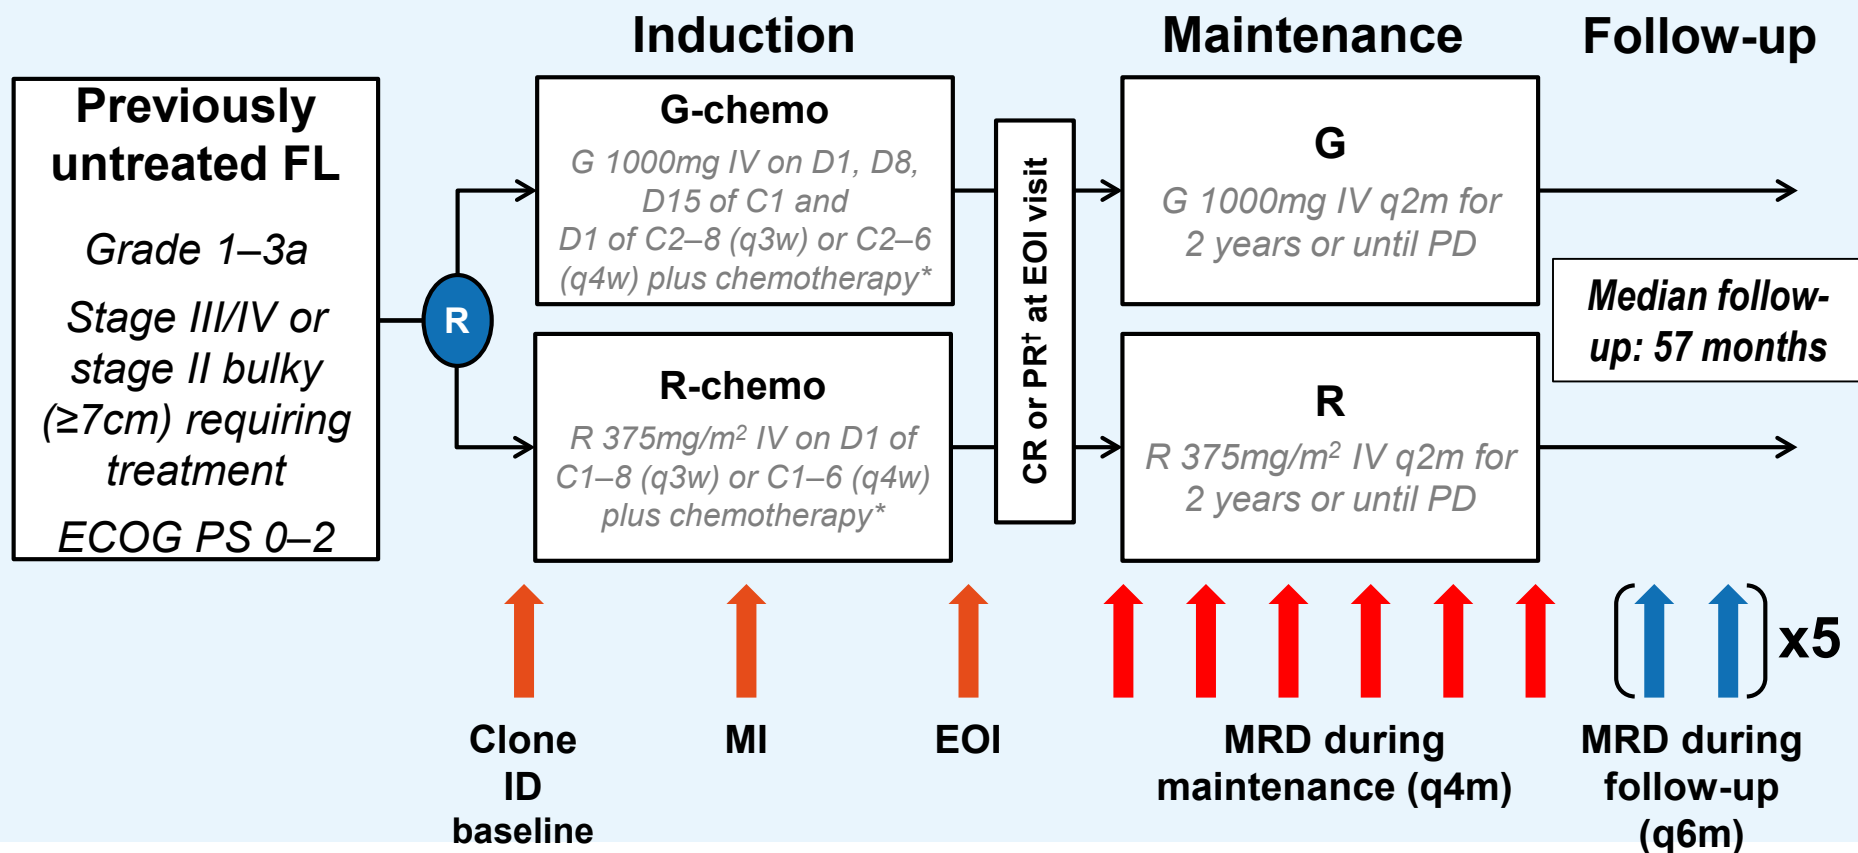 Induction
Maintenance
Follow-up
Previously
untreated FL
Grade 1–3a
Stage III/IV or
stage II bulky
(≥7cm) requiring
treatment
ECOG PS 0–2
R
G-chemo
G 1000mg IV on D1, D8,
D15 of C1 and
D1 of C2–8 (q3w) or C2–6
(q4w) plus chemotherapy*
R-chemo
R 375mg/m² IV on D1 of
C1–8 (q3w) or C1–6 (q4w)
plus chemotherapy*
CR or PR† at EOI visit
G
G 1000mg IV q2m for
2 years or until PD
R
R 375mg/m² IV q2m for
2 years or until PD
Median follow-
up: 57 months
x5
Clone
ID
baseline
MI
EOI
MRD during
maintenance (q4m)
MRD during
follow-up
(q6m)